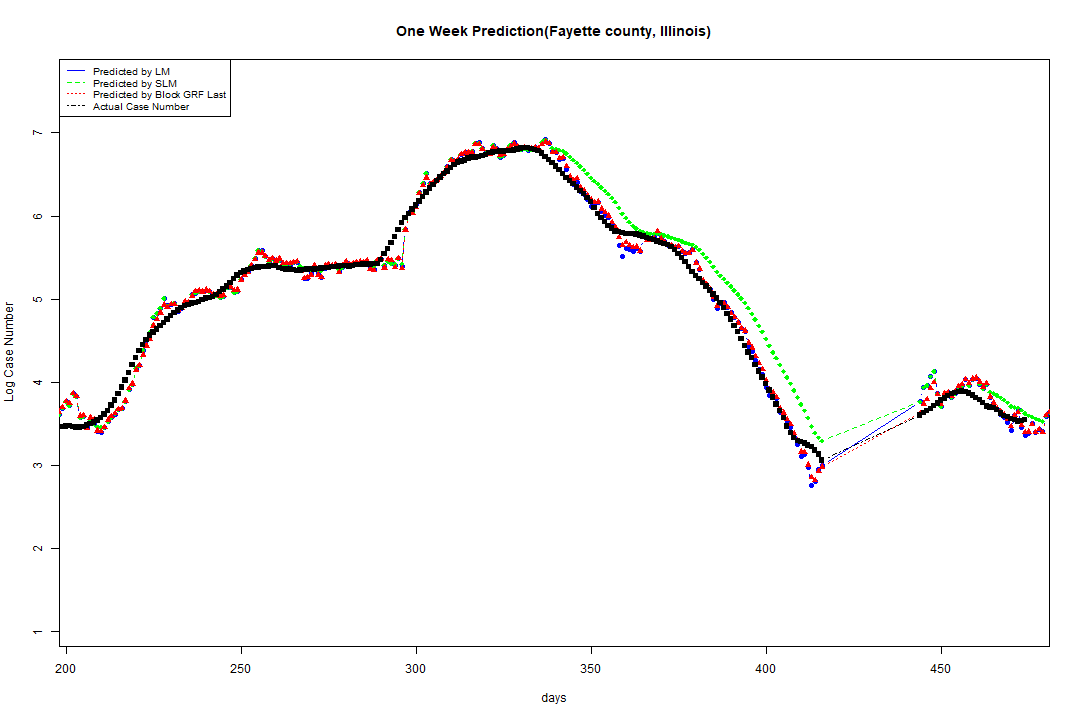 One Week Prediction(Fayette county, Illinois)
Predicted by LM
Predicted by SLM
Predicted by Block GRF Last
Actual Case Number
7
6
5
4
3
2
1
Log Case Number
200 250 300 350 400 450
days